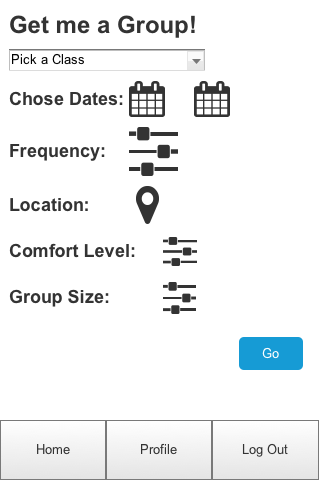 Get me a Group!
Pick a Class
Chose Dates:
Frequency:
Location:
Comfort Level:
Group Size:
Go
Home Profile Log Out